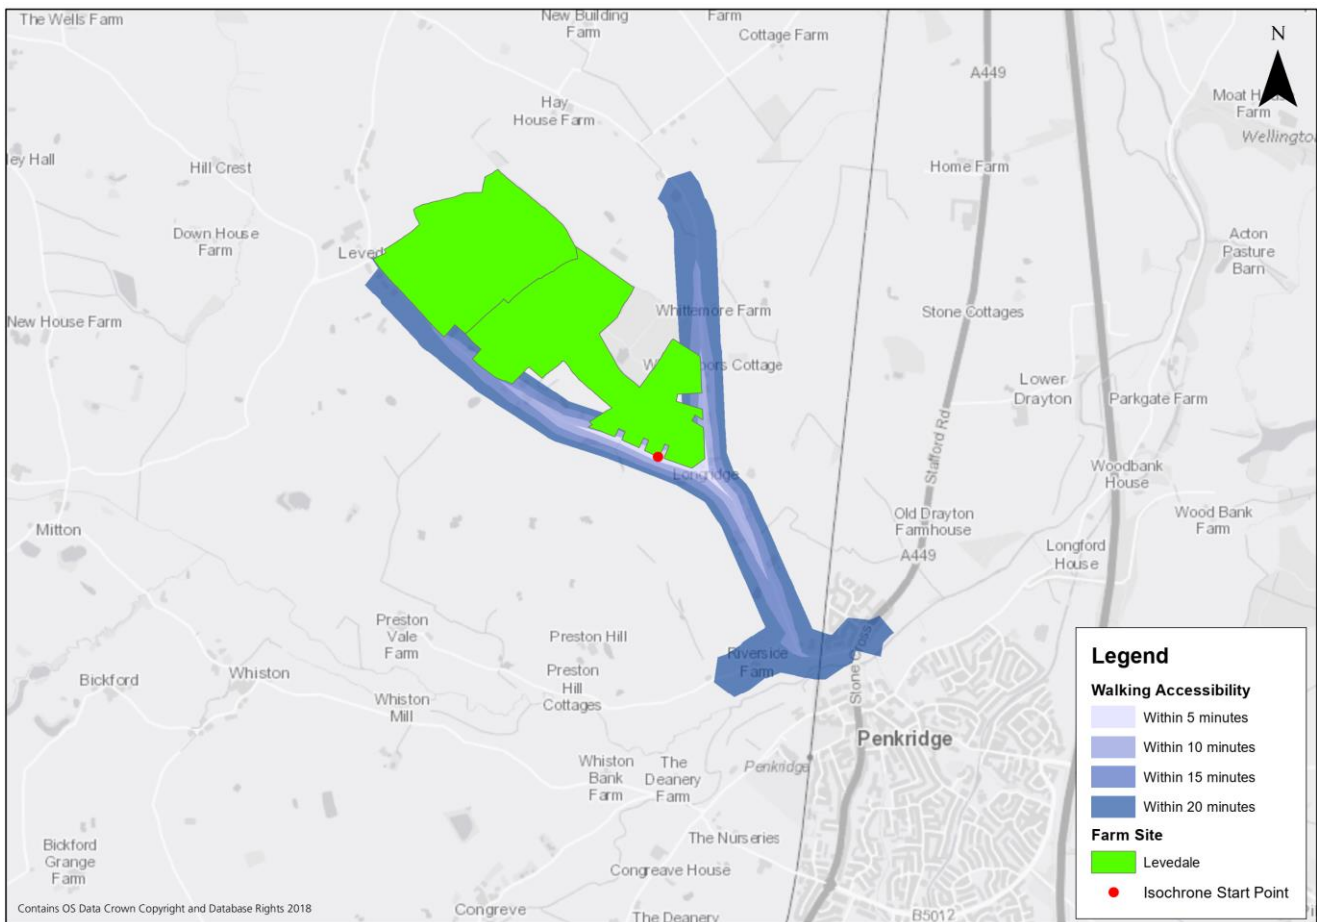 The Wells Farm
New Building
Farm
Farm
Cottage Farm
N
A449
Hay
House Farm
Moat House
Farm
Wellington
ley Hall
Hill Crest
Home Farm
Down House
Farm
Leved
Acton
Pasture
Barn
New House Farm
Whittemore Farm
Stone Cottages
Cottage
Lower
Drayton
Parkgate Farm
Stafford Rd
Longridge
Woodbank
House
Mitton
Old Drayton
Farmhouse
Wood Bank
Farm
A449
Longford
House
Preston
Vale
Farm
Preston Hill
Riverside
Farm
Stone Cross
Bickford
Whiston
Preston
Hill
Cottages
Whiston
Mill
Penkridge
Whiston
Bank
Farm
The
Deanery
Farm
Penkridge
The Nurseries
Bickford
Grange
Farm
Congreave House
Congreve
The Deanery
B5012
Contains OS Data Crown Copyright and Database Rights 2018
Legend
Walking Accessibility
Within 5 minutes
Within 10 minutes
Within 15 minutes
Within 20 minutes
Farm Site
Levedale
Isochrone Start Point